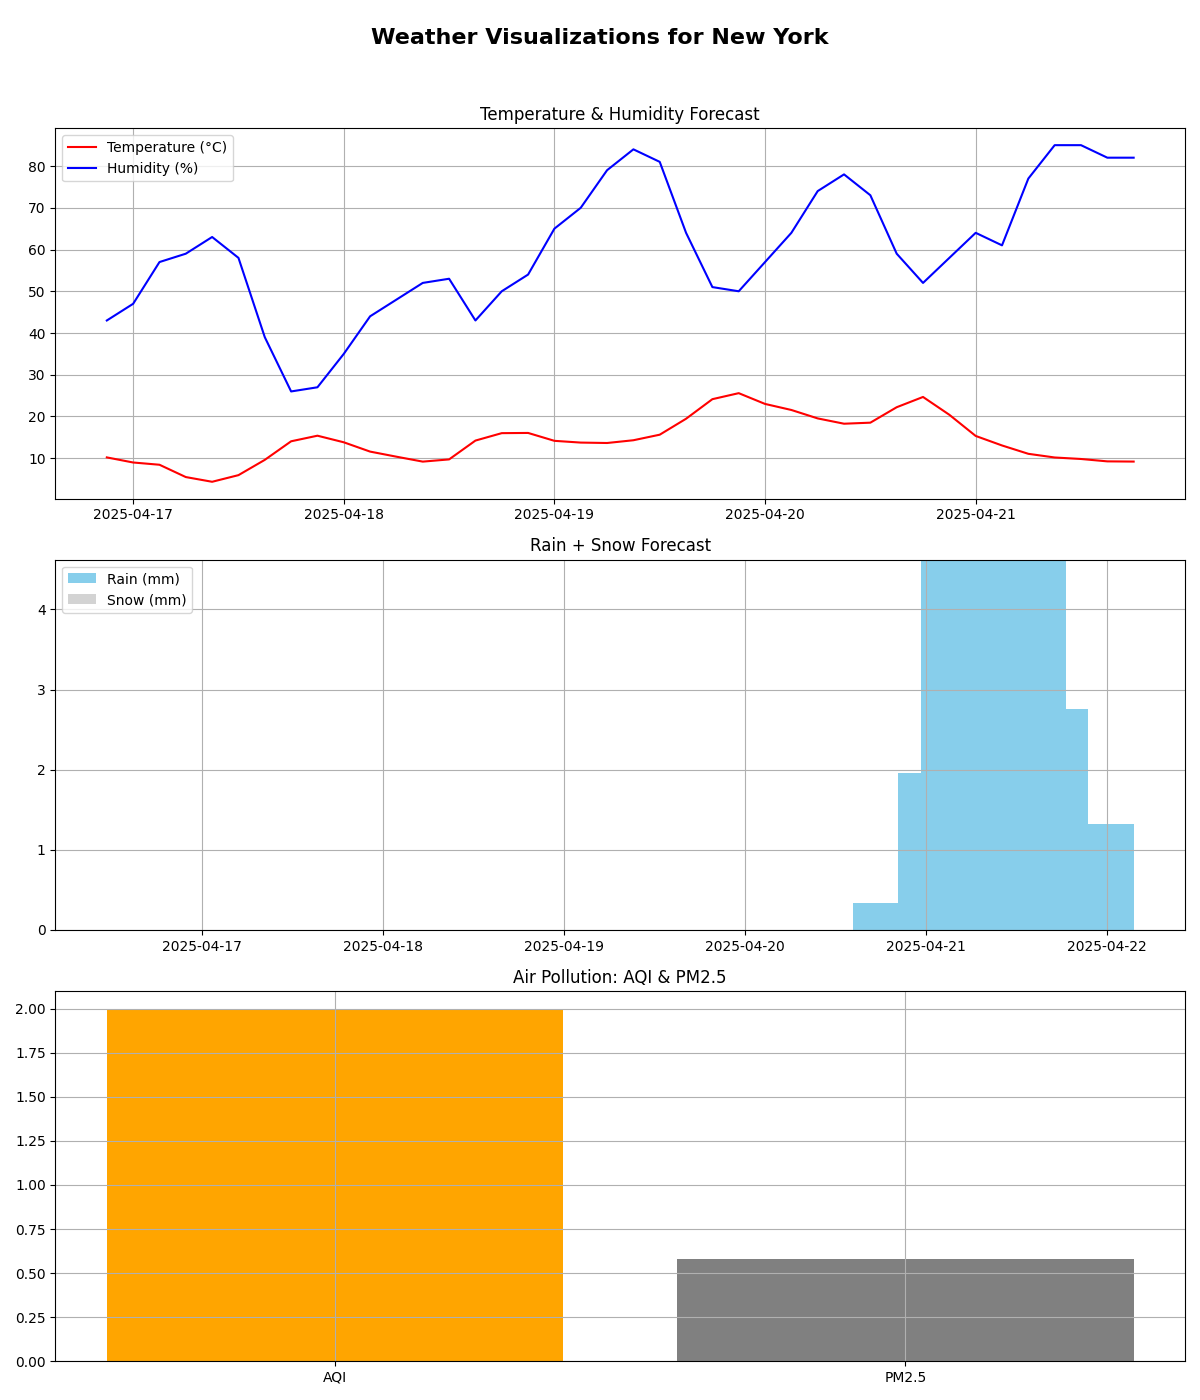 Weather Visualizations for New York
Temperature & Humidity Forecast
Temperature (°C)
Humidity (%)
80
70
60
50
40
30
20
10
2025-04-17 2025-04-18 2025-04-19 2025-04-20 2025-04-21
Rain + Snow Forecast
Rain (mm)
Snow (mm)
4
3
2
1
0
2025-04-17 2025-04-18 2025-04-19 2025-04-20 2025-04-21 2025-04-22
Air Pollution: AQI & PM2.5
2.00
1.75
1.50
1.25
1.00
0.75
0.50
0.25
0.00
AQI PM2.5